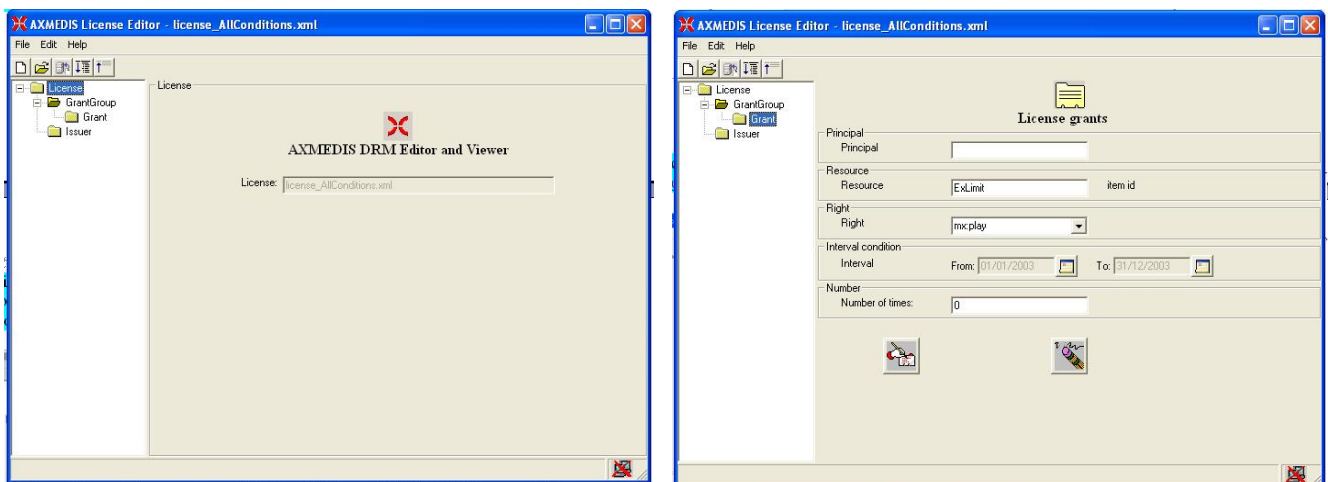 AXMEDIS License Editor - license_AllConditions.xml
File Edit Help
License
GrantGroup
Grant
Issuer
License
AXMEDIS DRM Editor and Viewer
License: license_AllConditions.xml
AXMEDIS License Editor - license_AllConditions.xml
File Edit Help
License
GrantGroup
Grant
Issuer
License grants
Principal
Principal
Resource
Resource ExLimit item id
Right
Right mx:play
Interval condition
Interval From: 01/01/2003 To: 31/12/2003
Number
Number of times: 0